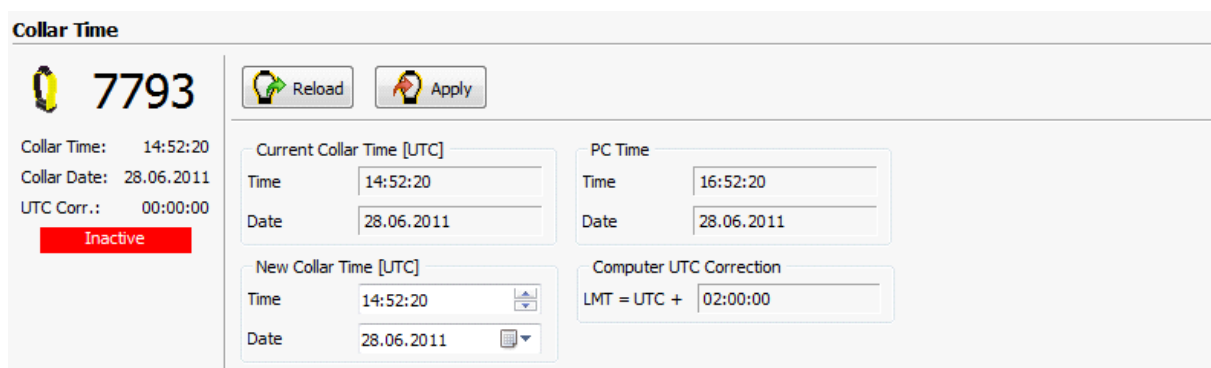 Collar Time
7793
Reload Apply
Collar Time: 14:52:20
Collar Date: 28.06.2011
UTC Corr.: 00:00:00
Inactive
Current Collar Time [UTC]
Time 14:52:20
Date 28.06.2011
PC Time
Time 16:52:20
Date 28.06.2011
New Collar Time [UTC]
Time 14:52:20
Date 28.06.2011
Computer UTC Correction
LMT = UTC + 02:00:00